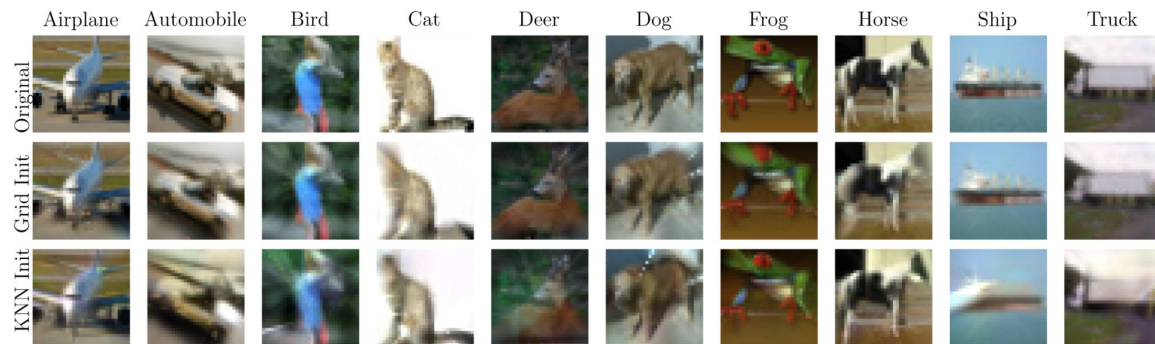 Airplane Automobile Bird Cat Deer Dog Frog Horse Ship Truck
Original
Grid Init
KNN Init